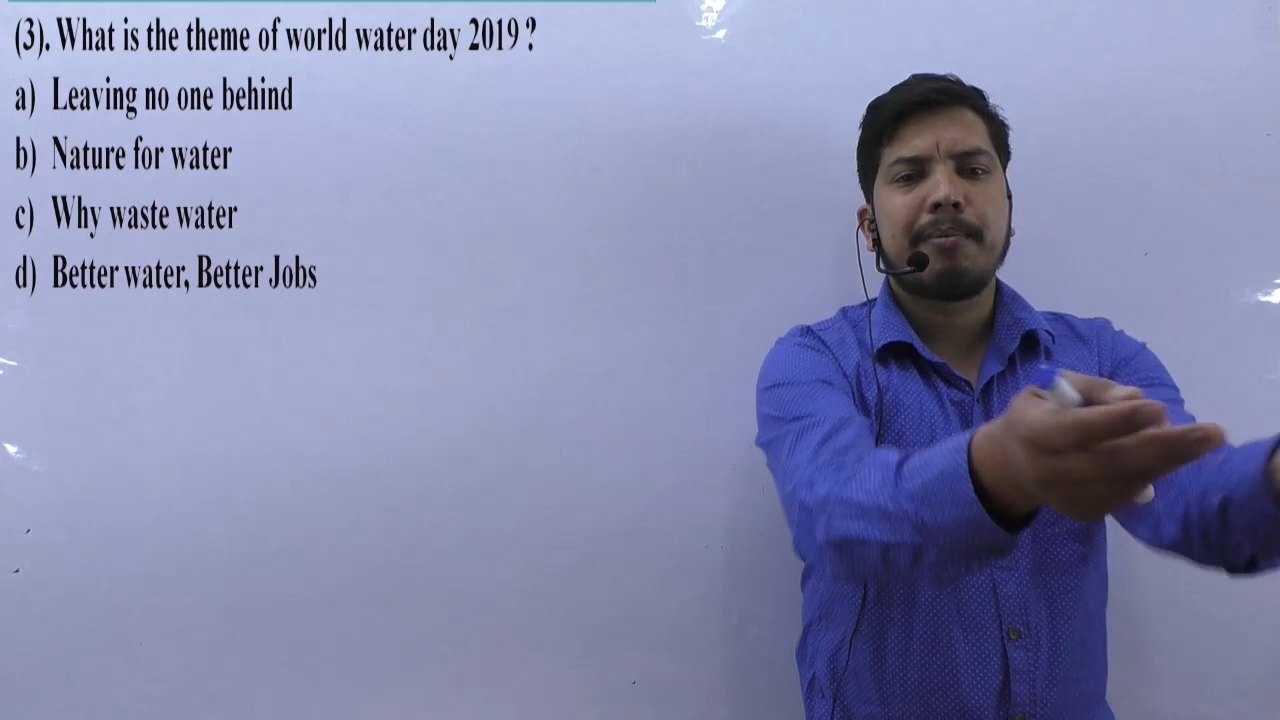 (3). What is the theme of world water day 2019 ?
a) Leaving no one behind
b) Nature for water
c) Why waste water
d) Better water, Better Jobs